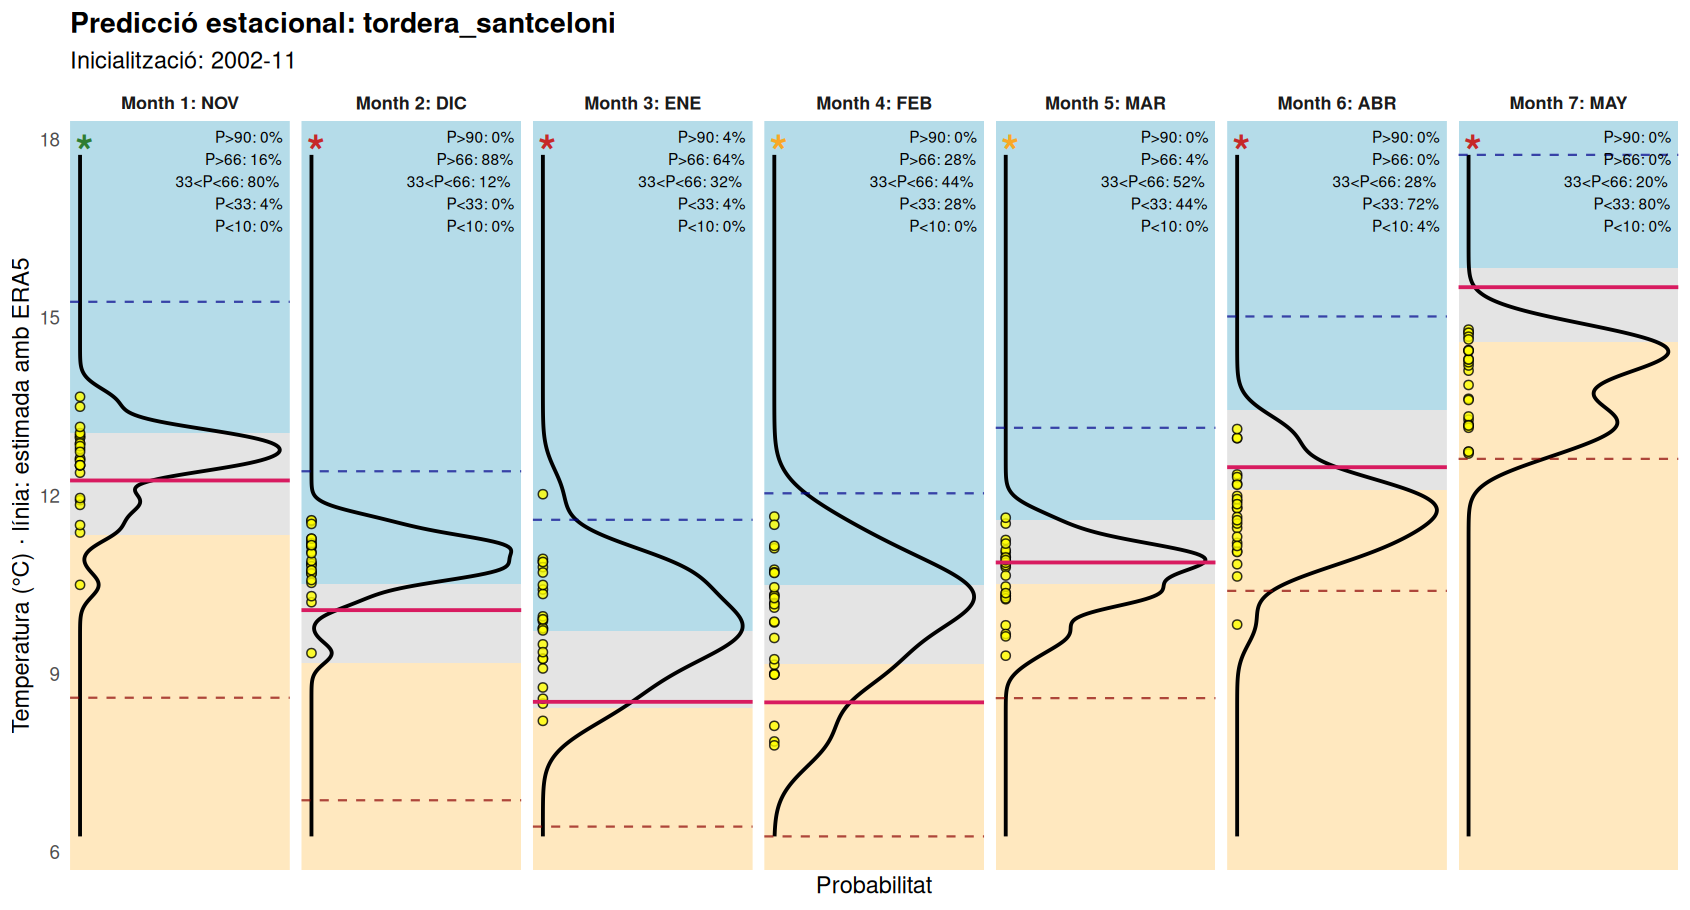 Predicció estacional: tordera_santceloni
Inicialització: 2002-11
Month 1: NOV
Month 2: DIC
Month 3: ENE
Month 4: FEB
Month 5: MAR
Month 6: ABR
Month 7: MAY
P>90: 0%
P>66: 16%
33<P<66: 80%
P<33: 4%
P<10: 0%
P>90: 0%
P>66: 88%
33<P<66: 12%
P<33: 0%
P<10: 0%
P>90: 4%
P>66: 64%
33<P<66: 32%
P<33: 4%
P<10: 0%
P>90: 0%
P>66: 28%
33<P<66: 44%
P<33: 28%
P<10: 0%
P>90: 0%
P>66: 4%
33<P<66: 52%
P<33: 44%
P<10: 0%
P>90: 0%
P>66: 0%
33<P<66: 28%
P<33: 72%
P<10: 4%
P>90: 0%
P>66: 0%
33<P<66: 20%
P<33: 80%
P<10: 0%
18
15
12
9
6
Temperatura (°C) · línia: estimada amb ERA5
Probabilitat